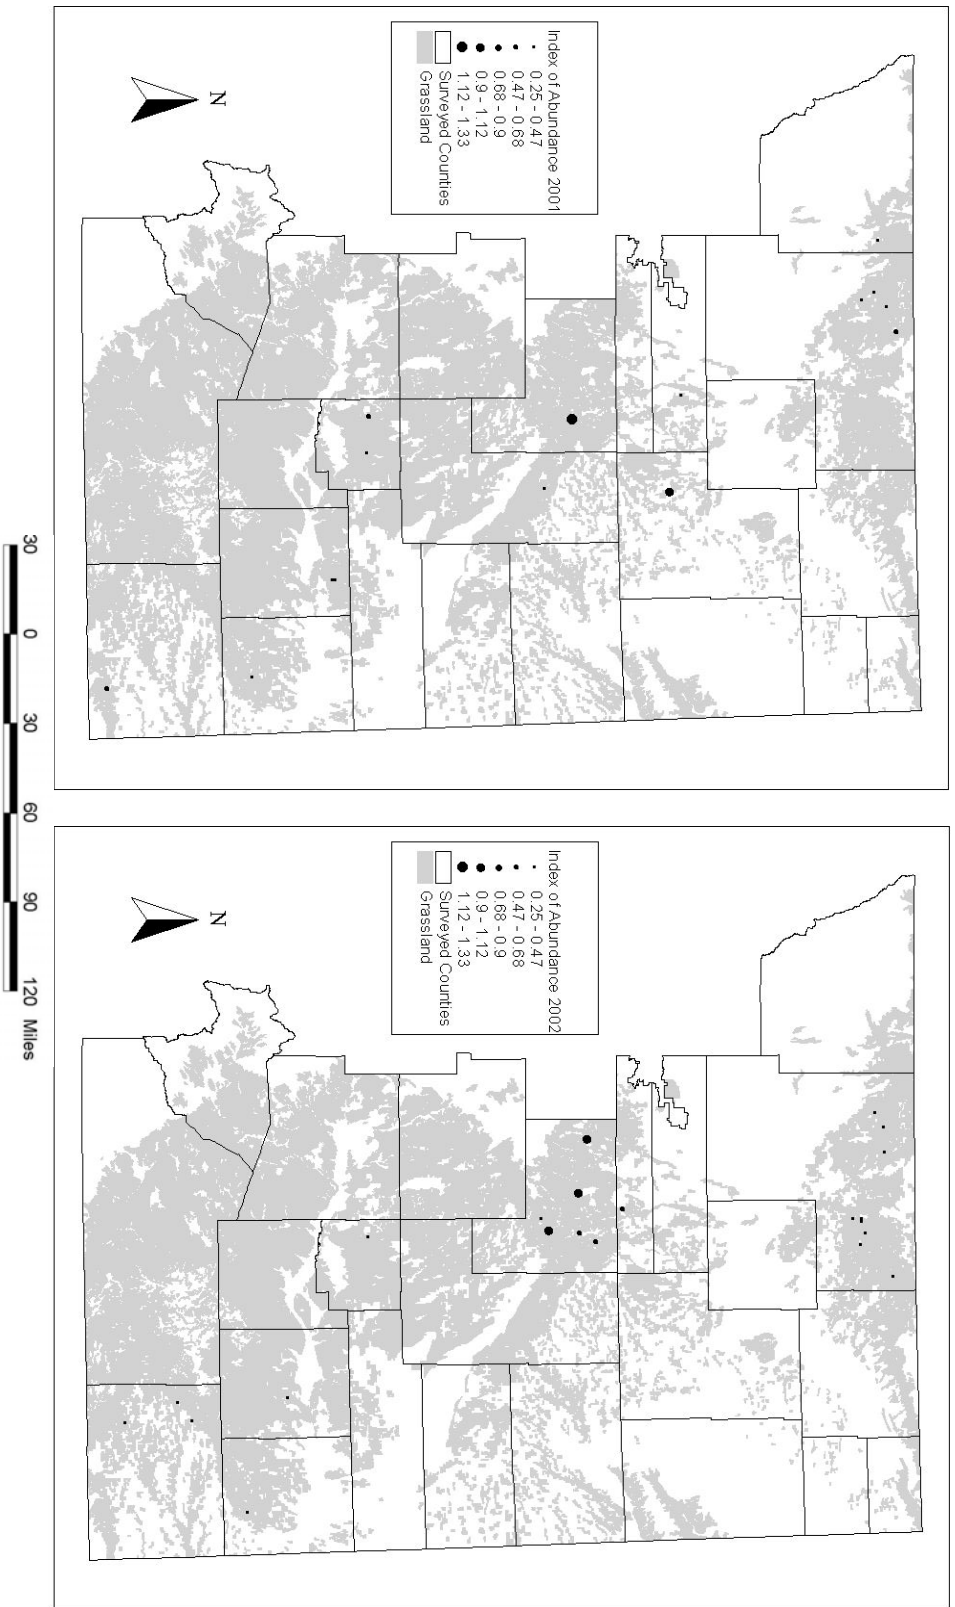 Index of Abundance 2001
0.25 - 0.47
0.47 - 0.68
0.68 - 0.9
0.9 - 1.12
1.12 - 1.33
Surveyed Counties
Grassland
N
Index of Abundance 2002
0.25 - 0.47
0.47 - 0.68
0.68 - 0.9
0.9 - 1.12
1.12 - 1.33
Surveyed Counties
Grassland
N
30 0 30 60 90 120 Miles